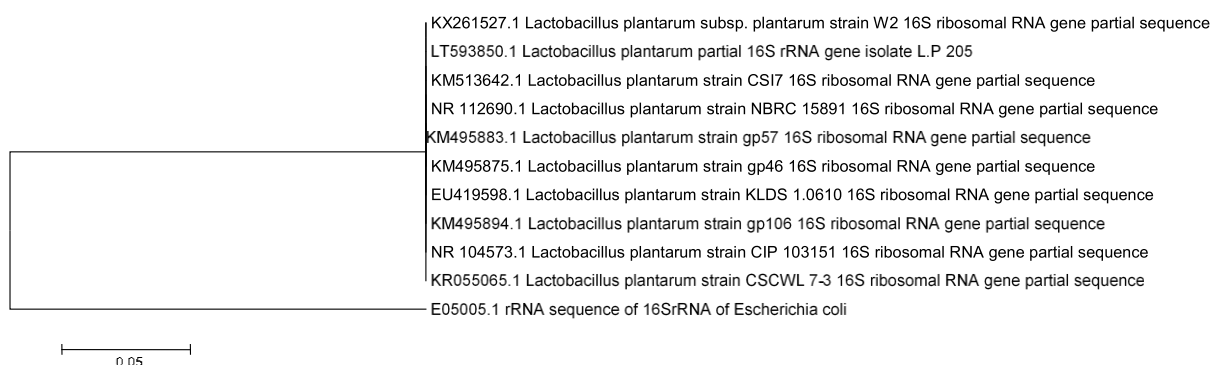 KX261527.1 Lactobacillus plantarum subsp. plantarum strain W2 16S ribosomal RNA gene partial sequence
LT593850.1 Lactobacillus plantarum partial 16S rRNA gene isolate L.P 205
KM513642.1 Lactobacillus plantarum strain CSI7 16S ribosomal RNA gene partial sequence
NR 112690.1 Lactobacillus plantarum strain NBRC 15891 16S ribosomal RNA gene partial sequence
KM495883.1 Lactobacillus plantarum strain gp57 16S ribosomal RNA gene partial sequence
KM495875.1 Lactobacillus plantarum strain gp46 16S ribosomal RNA gene partial sequence
EU419598.1 Lactobacillus plantarum strain KLDS 1.0610 16S ribosomal RNA gene partial sequence
KM495894.1 Lactobacillus plantarum strain gp106 16S ribosomal RNA gene partial sequence
NR 104573.1 Lactobacillus plantarum strain CIP 103151 16S ribosomal RNA gene partial sequence
KR055065.1 Lactobacillus plantarum strain CSCWL 7-3 16S ribosomal RNA gene partial sequence
E05005.1 rRNA sequence of 16SrRNA of Escherichia coli
0.05